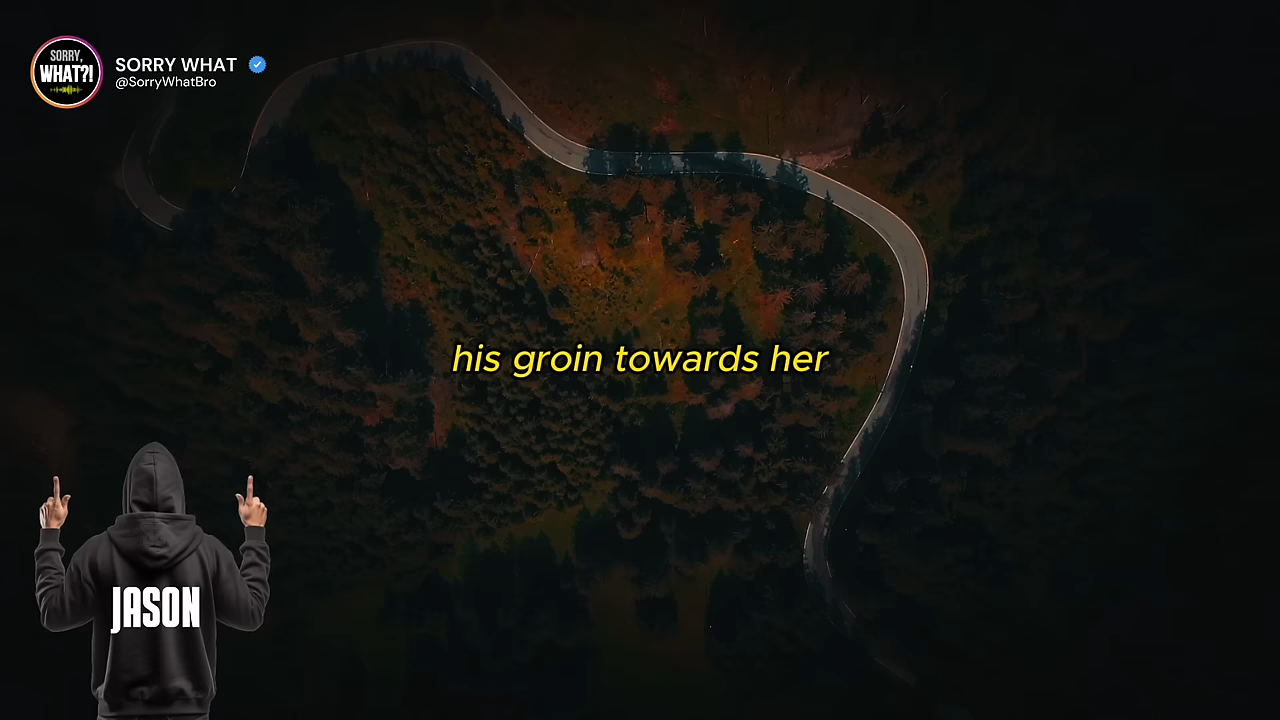 SORRY,
WHAT?!
SORRY WHAT
@SorryWhatBro
his groin towards her
JASON